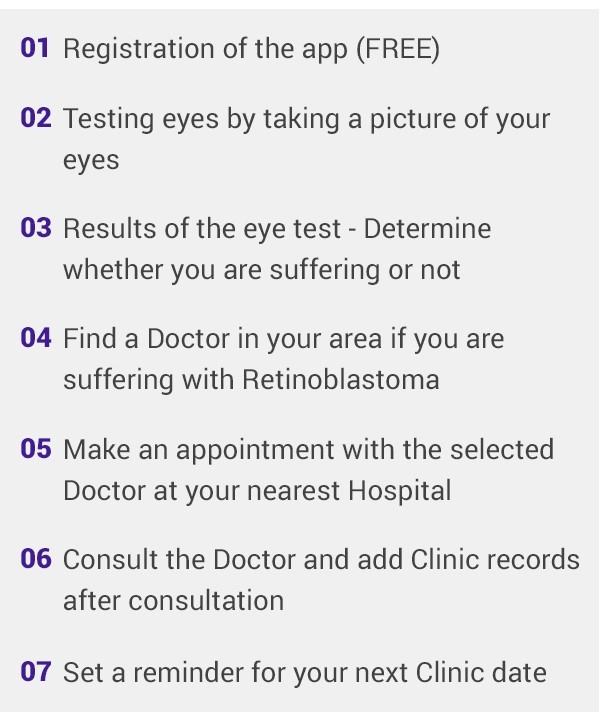 01 Registration of the app (FREE)
02 Testing eyes by taking a picture of your
eyes
03 Results of the eye test - Determine
whether you are suffering or not
04 Find a Doctor in your area if you are
suffering with Retinoblastoma
05 Make an appointment with the selected
Doctor at your nearest Hospital
06 Consult the Doctor and add Clinic records
after consultation
07 Set a reminder for your next Clinic date